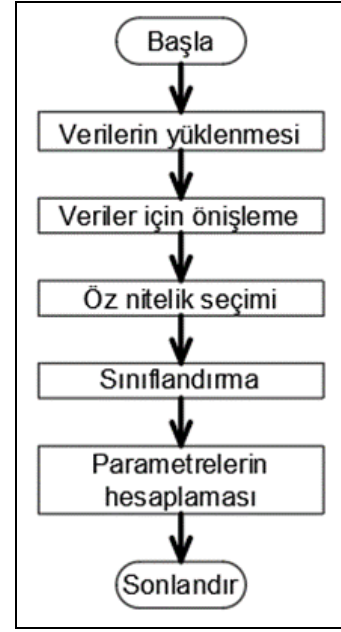 Başla
Verilerin yüklenmesi
Veriler için önişleme
Öz nitelik seçimi
Sınıflandırma
Parametrelerin
hesaplaması
Sonlandır